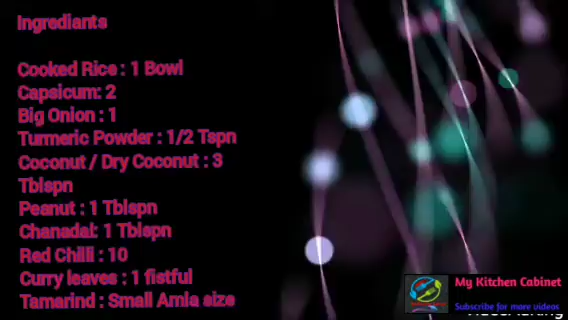 Ingrediants
Cooked Rice : 1 Bowl
Capsicum: 2
Big Onion : 1
Turmeric Powder : 1/2 Tspn
Coconut / Dry Coconut : 3
Tblspn
Peanut : 1 Tblspn
Chanadal: 1 Tblspn
Red Chilli : 10
Curry leaves : 1 fistful
Tamarind : Small Amla size
My Kitchen Cabinet
Subscribe for more videos